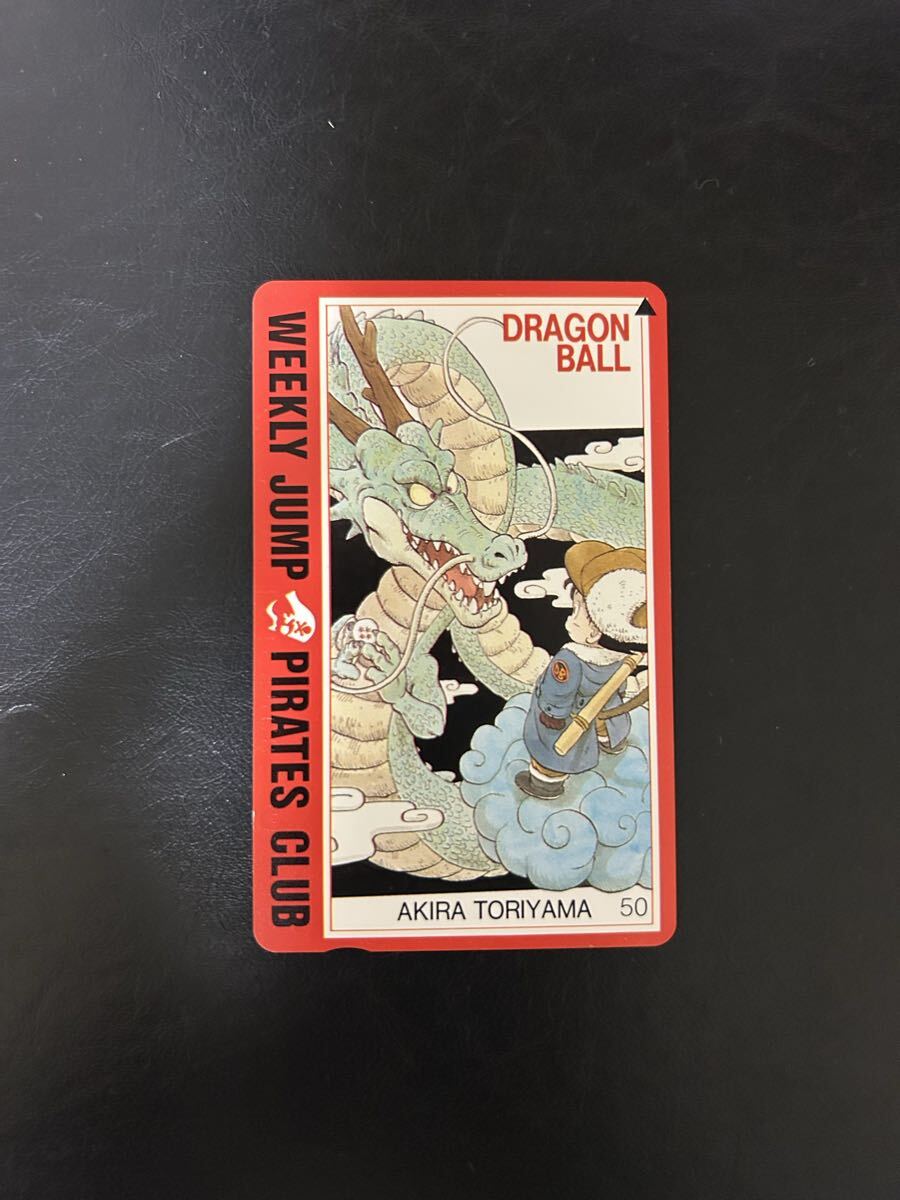 DRAGON
BALL
WEEKLY JUMP PIRATES CLUB
AKIRA TORIYAMA 50